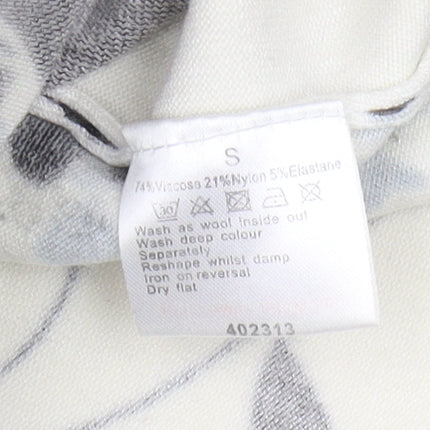 S
74%Viscose 21%Nylon 5%Elastane
30
Wash as wool inside out
Wash deep colour
Separately
Reshape whilst damp
Iron on reversal
Dry flat
402313